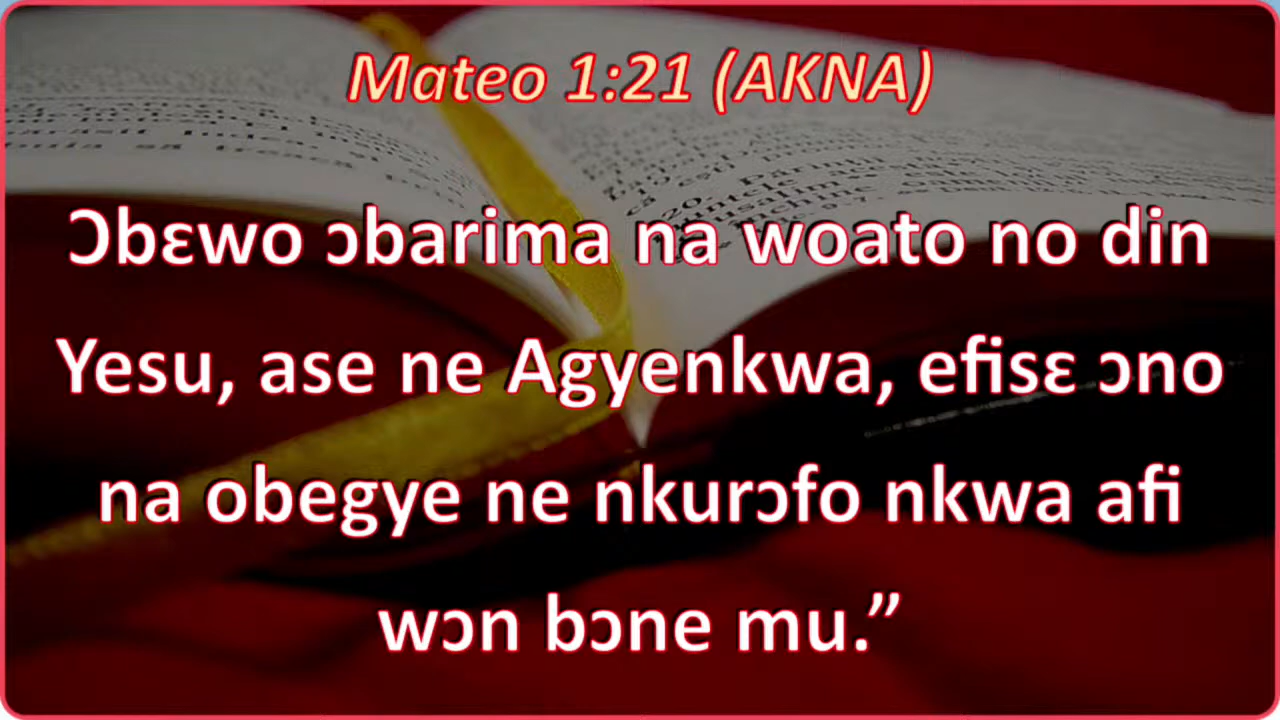 Mateo 1:21 (AKNA)
Ɔbɛwo ɔbarima na woato no din
Yesu, ase ne Agyenkwa, efisɛ ɔno
na obegye ne nkurɔfo nkwa afi
wɔn bɔne mu.”